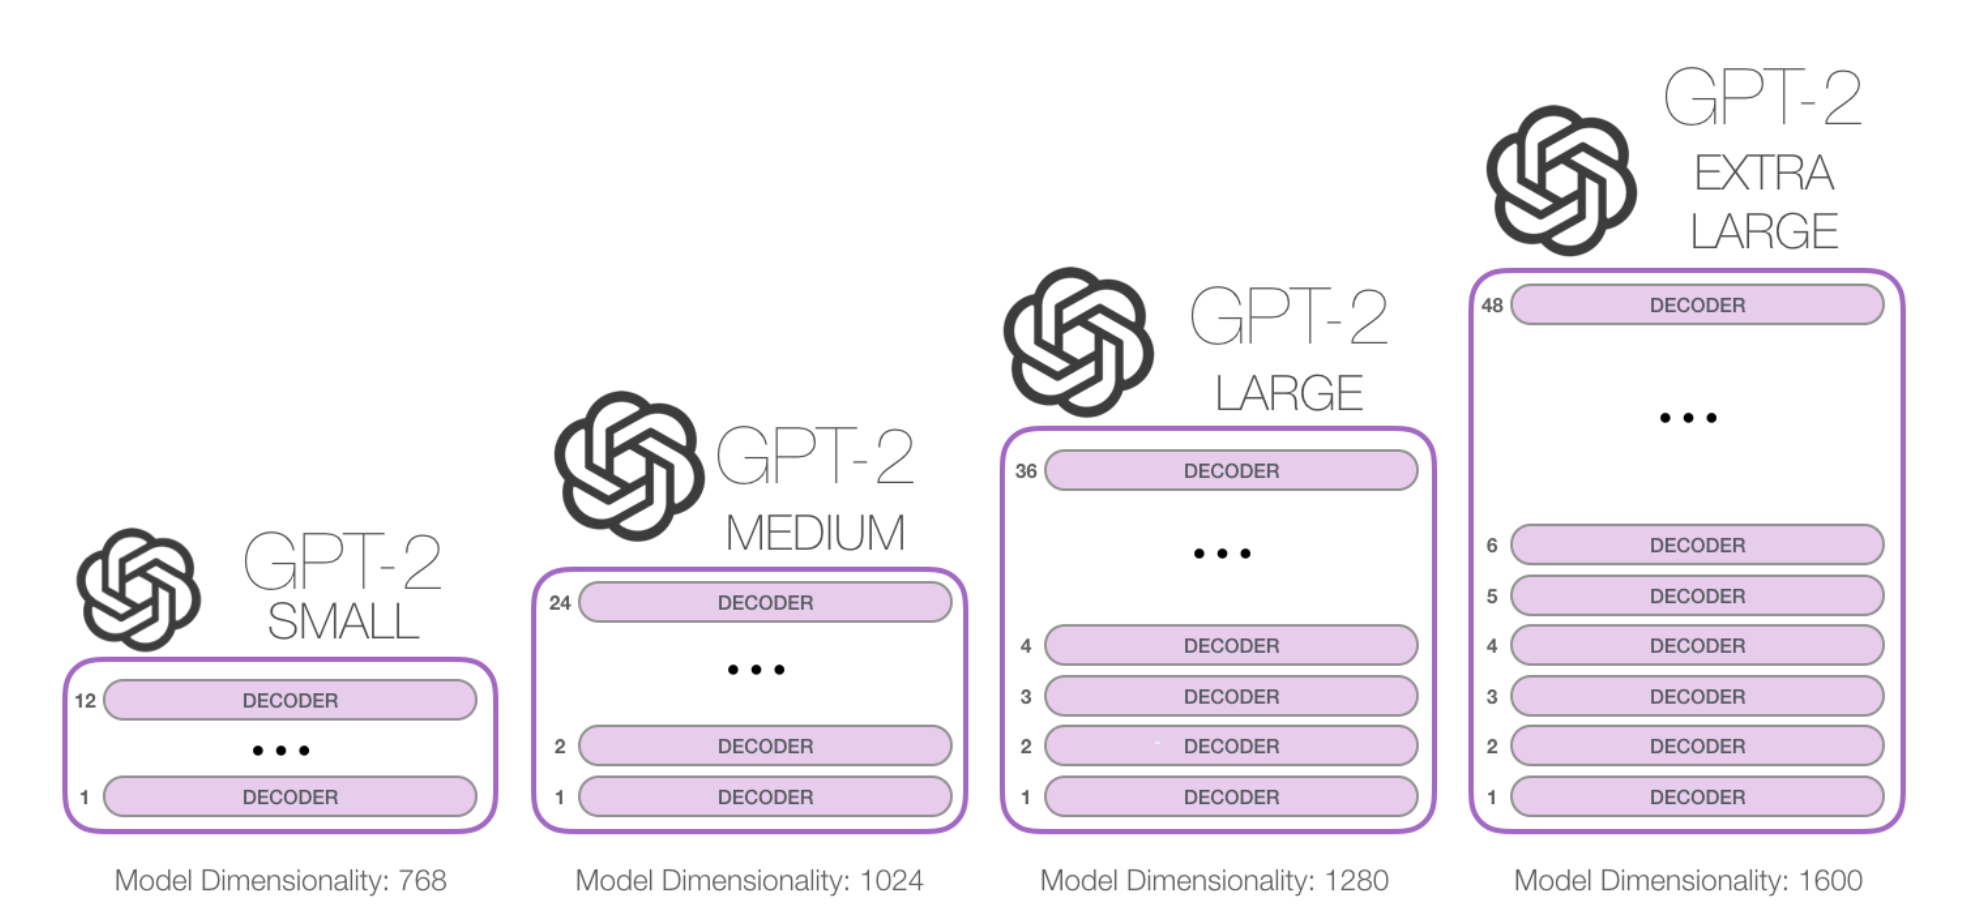 GPT-2
SMALL
12 DECODER
...
1 DECODER
Model Dimensionality: 768
GPT-2
MEDIUM
24 DECODER
...
2 DECODER
1 DECODER
Model Dimensionality: 1024
GPT-2
LARGE
36 DECODER
...
4 DECODER
3 DECODER
2 DECODER
1 DECODER
Model Dimensionality: 1280
GPT-2
EXTRA
LARGE
48 DECODER
...
6 DECODER
5 DECODER
4 DECODER
3 DECODER
2 DECODER
1 DECODER
Model Dimensionality: 1600